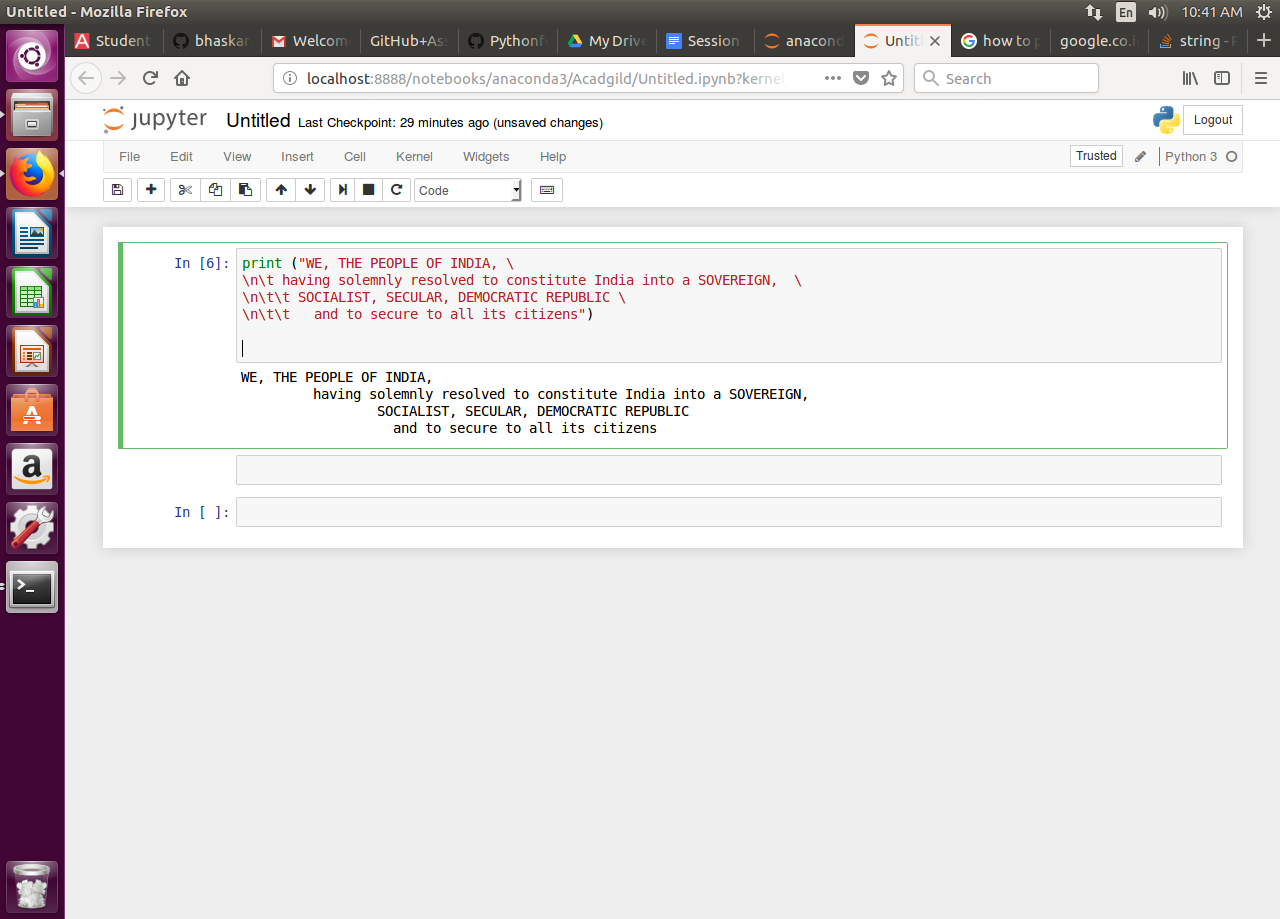 Untitled - Mozilla Firefox
En
10:41 AM
Student
bhaskar
Welcom
GitHub+Ass
Pythonf
My Drive
Session
anacond
Untitl
how to p
google.co.i
string - P
localhost:8888/notebooks/anaconda3/Acadgild/Untitled.ipynb?kernel
Search
jupyter
Untitled
Last Checkpoint: 29 minutes ago (unsaved changes)
Logout
File Edit View Insert Cell Kernel Widgets Help
Trusted
Python 3
Code
In [6]:
print ("WE, THE PEOPLE OF INDIA, \
\n\t having solemnly resolved to constitute India into a SOVEREIGN,  \
\n\t\t SOCIALIST, SECULAR, DEMOCRATIC REPUBLIC \
\n\t\t   and to secure to all its citizens")
WE, THE PEOPLE OF INDIA,
having solemnly resolved to constitute India into a SOVEREIGN,
SOCIALIST, SECULAR, DEMOCRATIC REPUBLIC
and to secure to all its citizens
In [ ]: